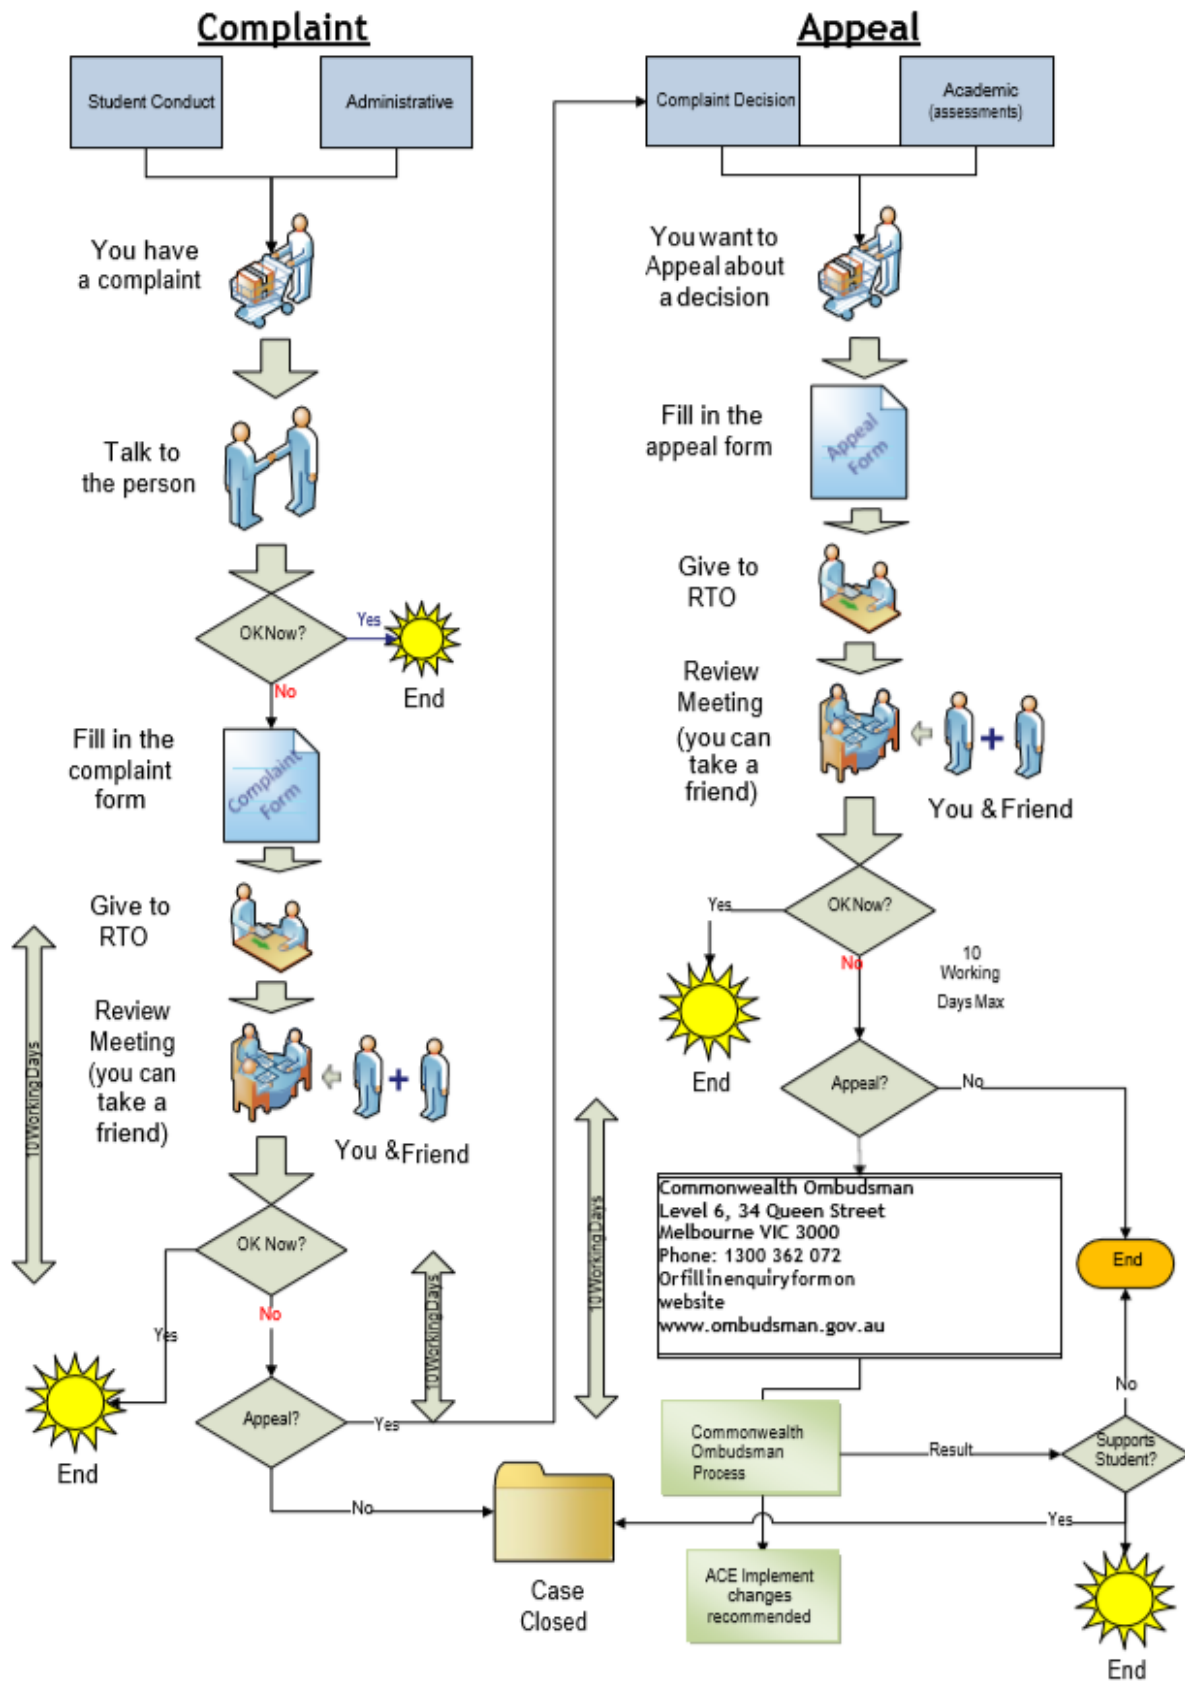 Complaint
Student Conduct
Administrative
You have
a complaint
Talk to
the person
OK Now?
Yes
End
No
Fill in the
complaint
form
Complaint
Form
Give to
RTO
10 Working Days
Review
Meeting
(you can
take a
friend)
You & Friend
OK Now?
Yes
End
No
10 Working Days
Appeal?
Yes
No
Case
Closed
Appeal
Complaint Decision
Academic
(assessments)
You want to
Appeal about
a decision
Fill in the
appeal form
Appeal
Form
Give to
RTO
Review
Meeting
(you can
take a
friend)
You & Friend
OK Now?
Yes
End
No
10
Working
Days Max
Appeal?
No
10 Working Days
Commonwealth Ombudsman
Level 6, 34 Queen Street
Melbourne VIC 3000
Phone: 1300 362 072
Or fill in enquiry form on
website
www.ombudsman.gov.au
End
Commonwealth
Ombudsman
Process
Result
Supports
Student?
No
Yes
ACE Implement
changes
recommended
End